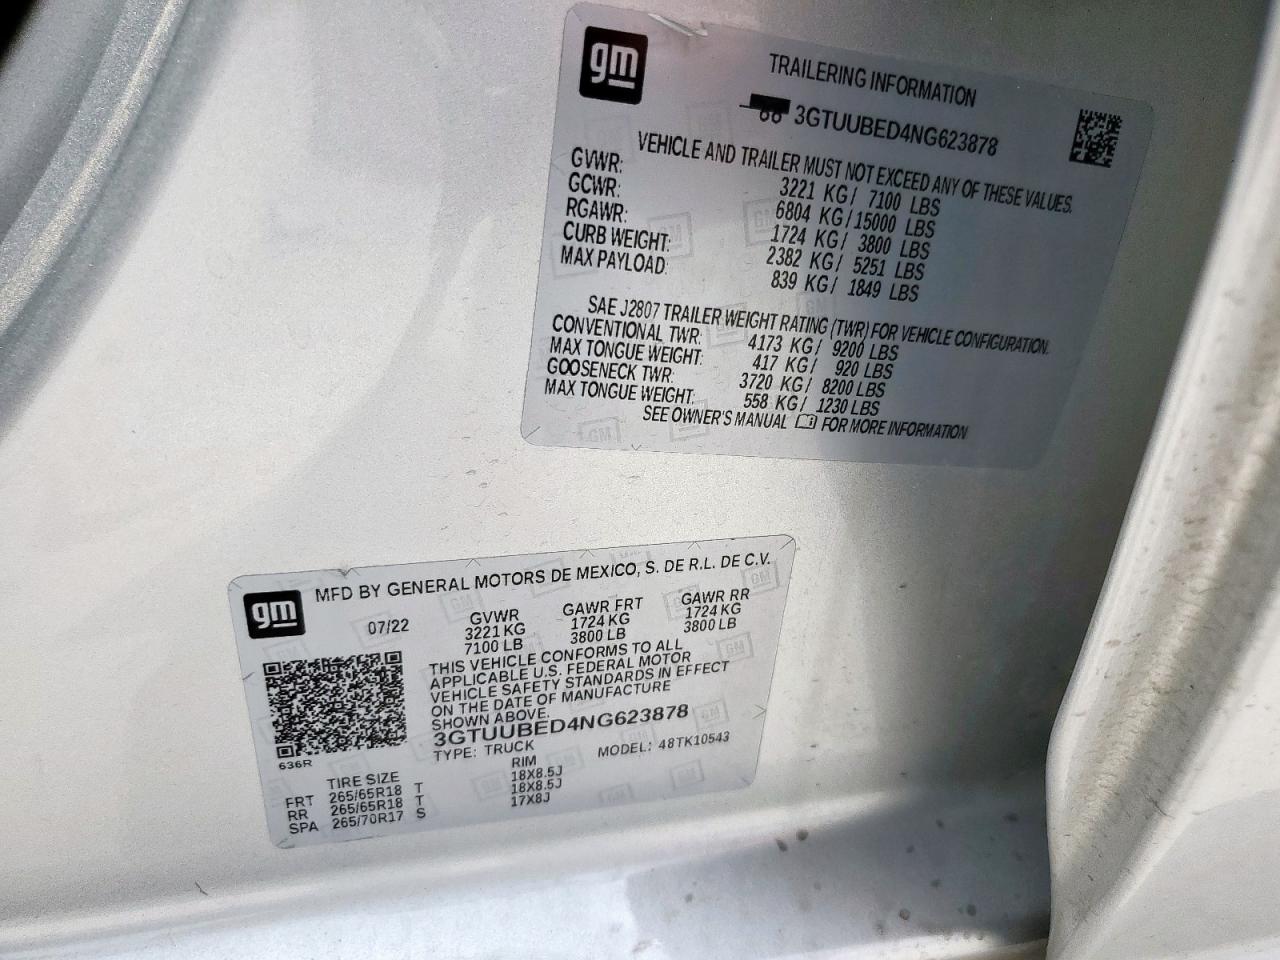 gm
TRAILERING INFORMATION
3GTUUBED4NG623878
VEHICLE AND TRAILER MUST NOT EXCEED ANY OF THESE VALUES.
GVWR: 3221 KG/ 7100 LBS
GCWR: 6804 KG/15000 LBS
RGAWR: 1724 KG/ 3800 LBS
CURB WEIGHT: 2382 KG/ 5251 LBS
MAX PAYLOAD: 839 KG/ 1849 LBS
SAE J2807 TRAILER WEIGHT RATING (TWR) FOR VEHICLE CONFIGURATION.
CONVENTIONAL TWR: 4173 KG/ 9200 LBS
MAX TONGUE WEIGHT: 417 KG/ 920 LBS
GOOSENECK TWR: 3720 KG/ 8200 LBS
MAX TONGUE WEIGHT: 558 KG/ 1230 LBS
SEE OWNER'S MANUAL FOR MORE INFORMATION
gm
MFD BY GENERAL MOTORS DE MEXICO, S. DE R.L. DE C.V.
07/22
GVWR GAWR FRT GAWR RR
3221 KG 1724 KG 1724 KG
7100 LB 3800 LB 3800 LB
THIS VEHICLE CONFORMS TO ALL
APPLICABLE U.S. FEDERAL MOTOR
VEHICLE SAFETY STANDARDS IN EFFECT
ON THE DATE OF MANUFACTURE
SHOWN ABOVE.
3GTUUBED4NG623878
TYPE: TRUCK MODEL: 48TK10543
636R
TIRE SIZE RIM
FRT 265/65R18 T 18X8.5J
RR 265/65R18 T 18X8.5J
SPA 265/70R17 S 17X8J